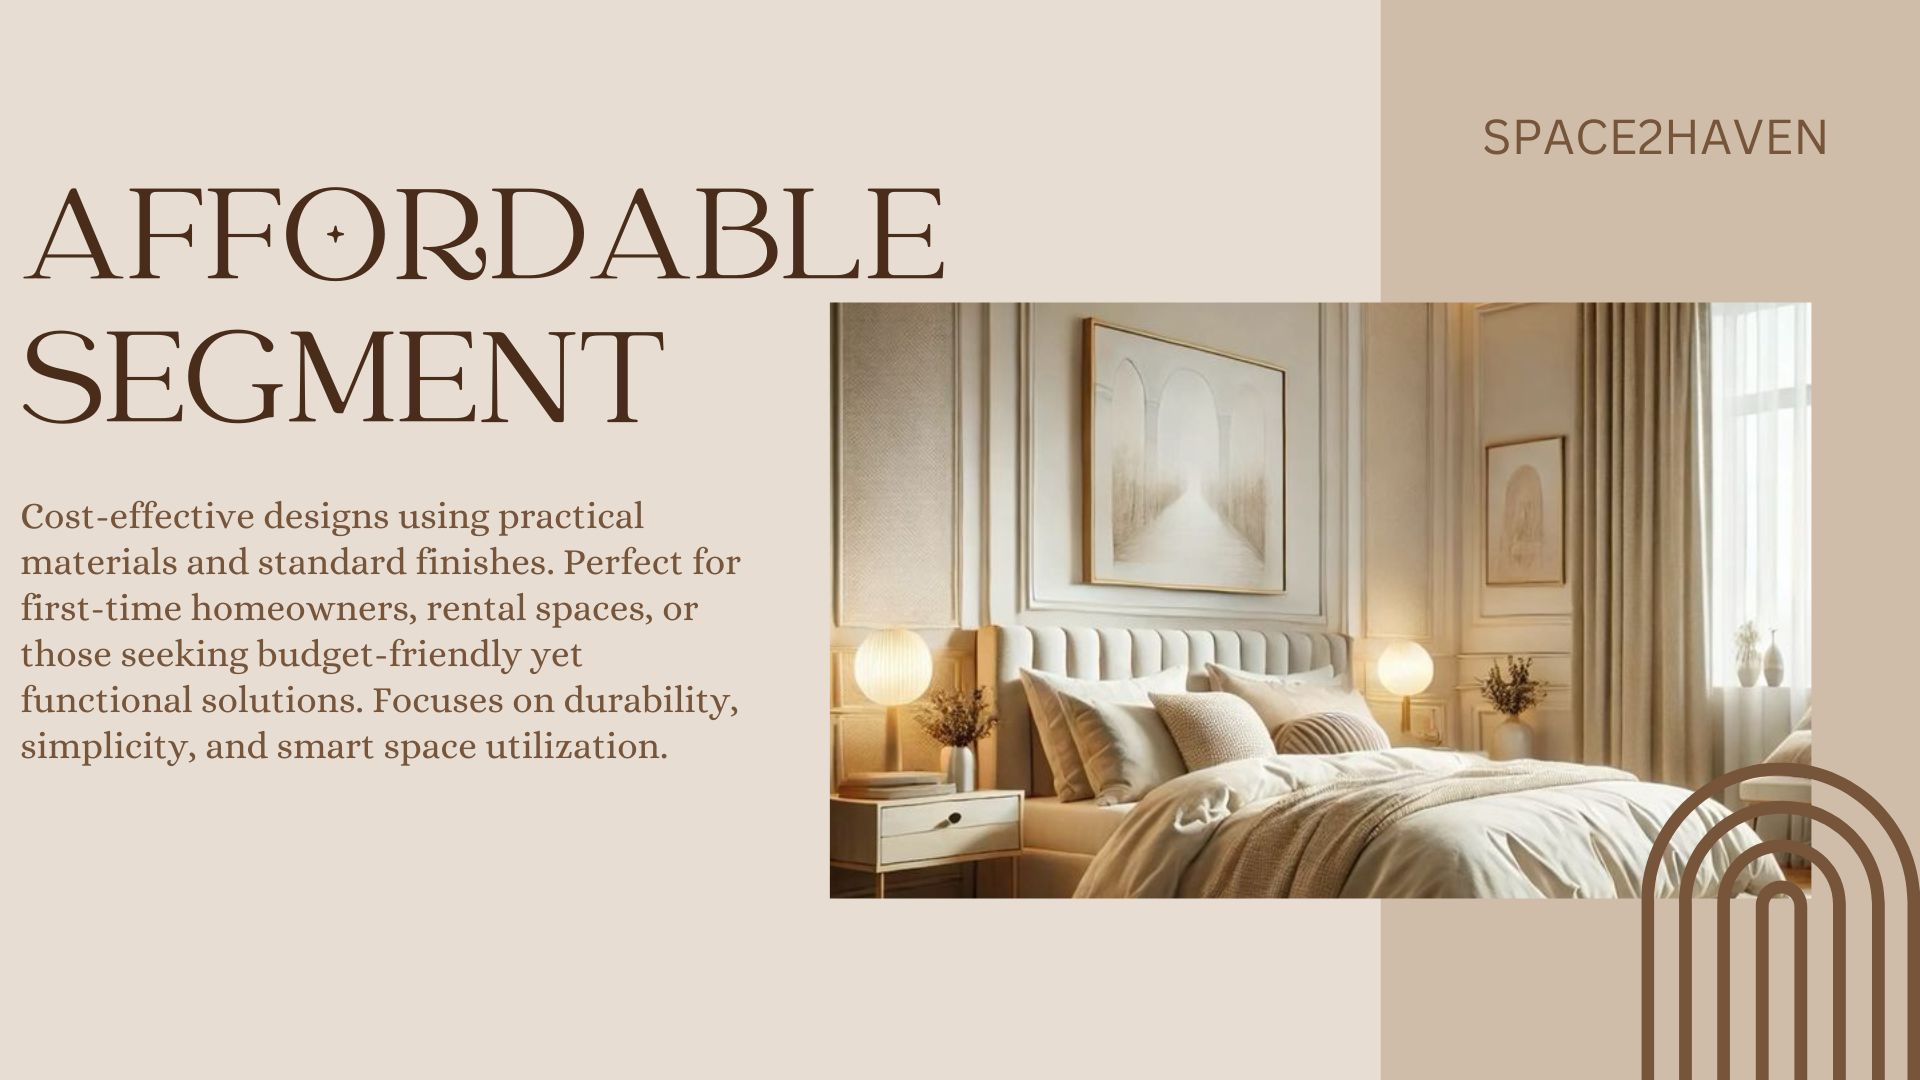 SPACE2HAVEN
AFFORDABLE
SEGMENT
Cost-effective designs using practical
materials and standard finishes. Perfect for
first-time homeowners, rental spaces, or
those seeking budget-friendly yet
functional solutions. Focuses on durability,
simplicity, and smart space utilization.